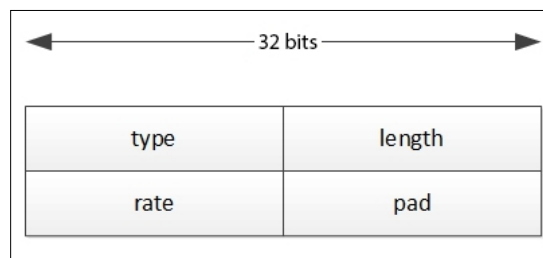 32 bits
type length
rate pad